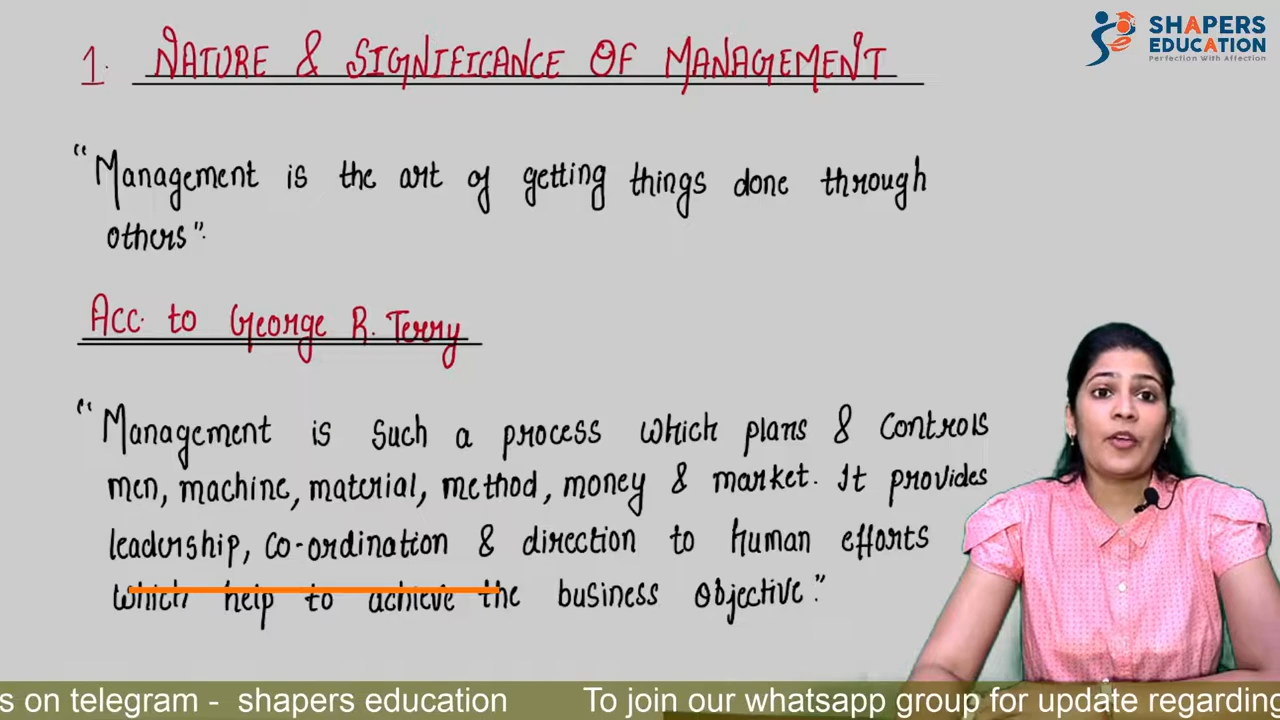 SHAPERS
EDUCATION
Perfection With Affection
1. NATURE & SIGNIFICANCE OF MANAGEMENT
"Management is the art of getting things done through
others".
Acc. to George R. Terry
"Management is such a process which plans & controls
men, machine, material, method, money & market. It provides
leadership, co-ordination & direction to human efforts
which help to achieve the business objective."
s on telegram - shapers education To join our whatsapp group for update regarding